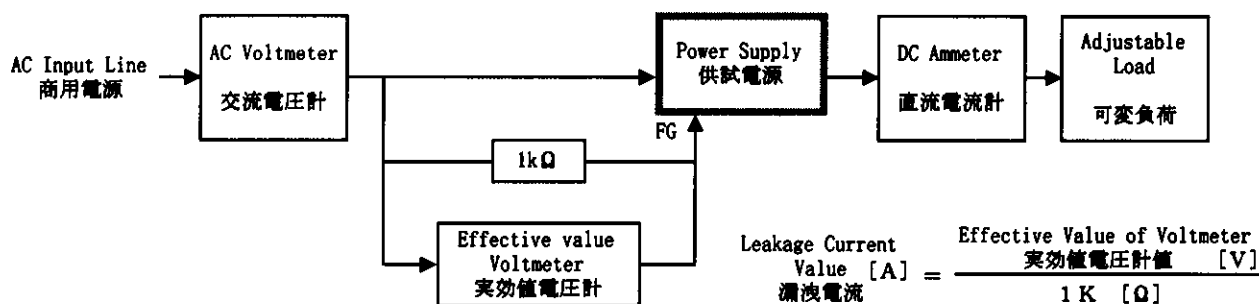 AC Input Line
商用電源
AC Voltmeter
交流電圧計
Power Supply
供試電源
DC Ammeter
直流電流計
Adjustable
Load
可変負荷
FG
1kΩ
Effective value
Voltmeter
実効値電圧計
Leakage Current
Value [A] =
漏洩電流
Effective Value of Voltmeter
実効値電圧計値 [V]
1K [Ω]